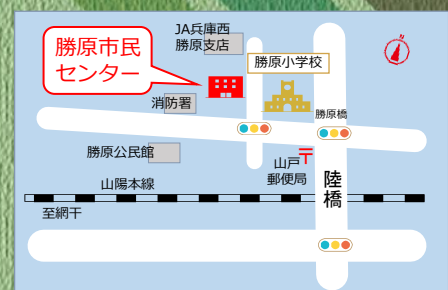 JA兵庫西
勝原支店
勝原市民
センター
勝原小学校
消防署
勝原橋
勝原公民館
山戸
郵便局
〒
陸橋
山陽本線
至網干